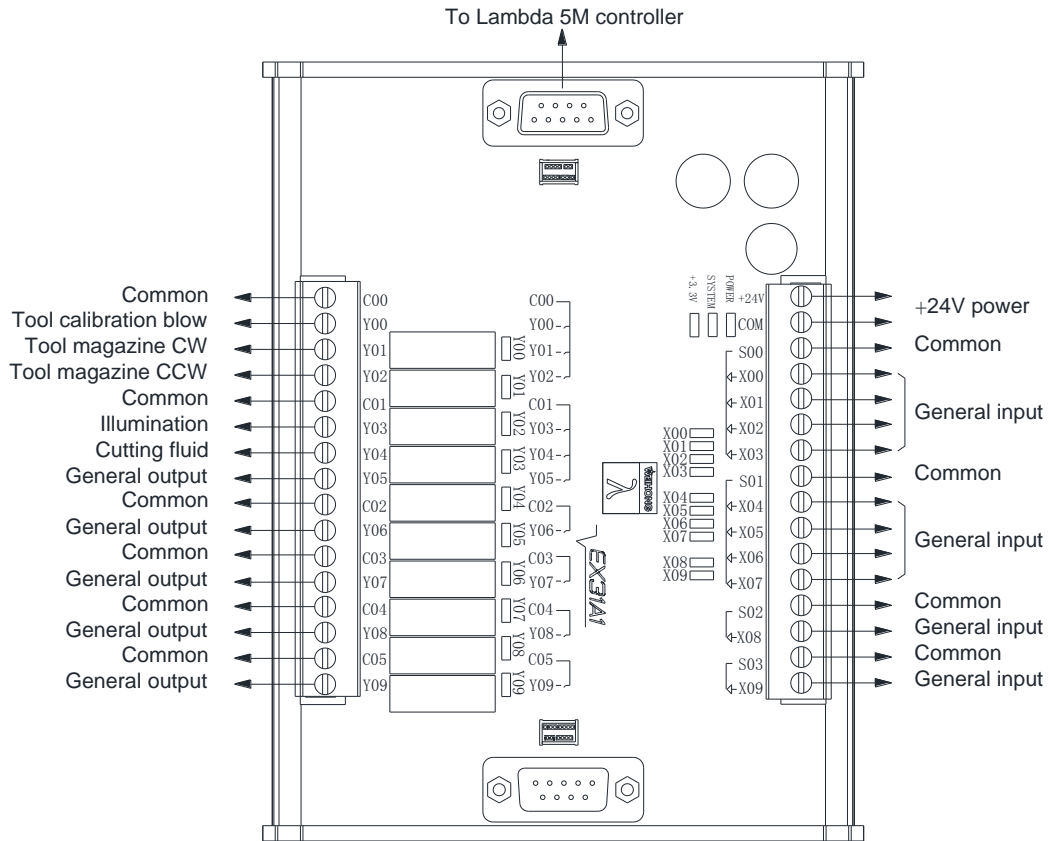 To Lambda 5M controller
Common
Tool calibration blow
Tool magazine CW
Tool magazine CCW
Common
Illumination
Cutting fluid
General output
Common
General output
Common
General output
Common
General output
Common
General output
C00
Y00
Y01
Y02
C01
Y03
Y04
Y05
C02
Y06
C03
Y07
C04
Y08
C05
Y09
Y00
Y01
Y02
Y03
Y04
Y05
Y06
Y07
Y08
Y09
C00
Y00
Y01
Y02
C01
Y03
Y04
Y05
C02
Y06
C03
Y07
C04
Y08
C05
Y09
EX31A1
WEIHONG
λ
+3.3V
SYSTEM
POWER
X00
X01
X02
X03
X04
X05
X06
X07
X08
X09
+24V
COM
S00
X00
X01
X02
X03
S01
X04
X05
X06
X07
S02
X08
S03
X09
+24V power
Common
General input
Common
General input
Common
General input
Common
General input